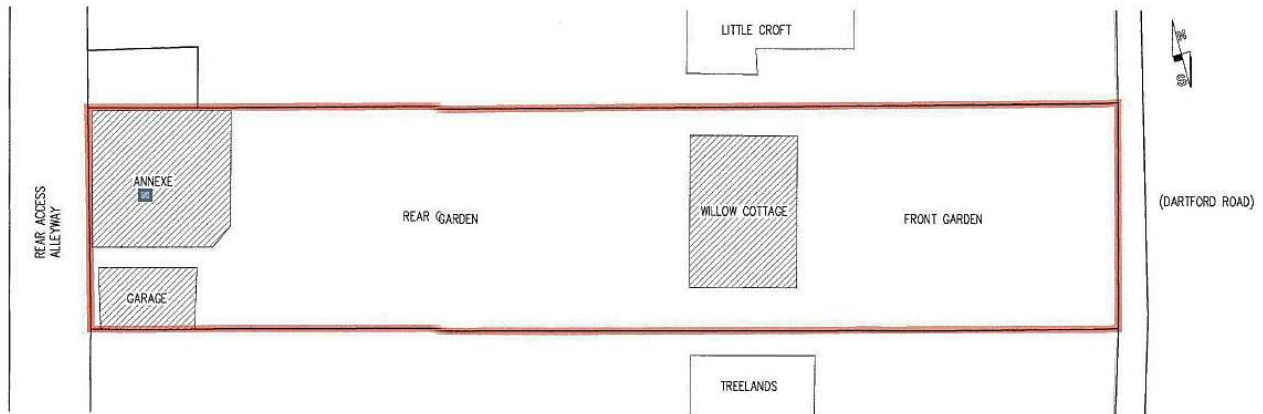 LITTLE CROFT
N
S
ANNEXE
REAR ACCESS
ALLEYWAY
REAR GARDEN
WILLOW COTTAGE
FRONT GARDEN
(DARTFORD ROAD)
GARAGE
TREELANDS